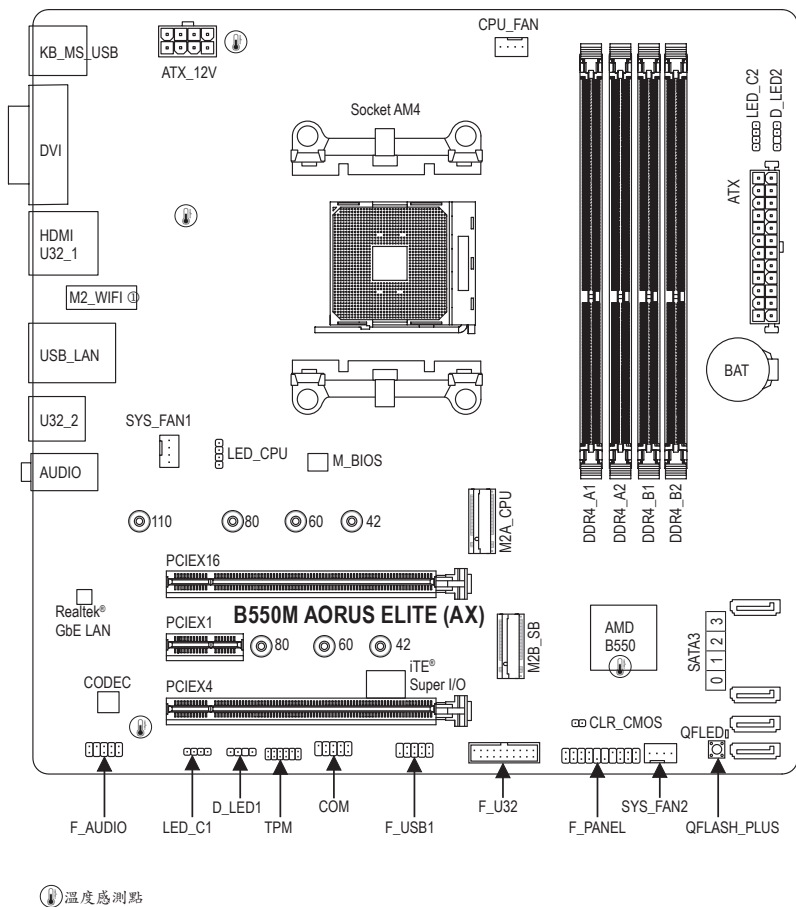 KB_MS_USB
ATX_12V
CPU_FAN
LED_C2
D_LED2
DVI
Socket AM4
ATX
HDMI
U32_1
M2_WIFI ①
USB_LAN
BAT
U32_2
SYS_FAN1
LED_CPU
M_BIOS
AUDIO
DDR4_A1
DDR4_A2
DDR4_B1
DDR4_B2
110
80
60
42
M2A_CPU
PCIEX16
Realtek®
GbE LAN
B550M AORUS ELITE (AX)
PCIEX1
80
60
42
M2B_SB
AMD
B550
SATA3
0 1 2 3
iTE®
Super I/O
CODEC
PCIEX4
CLR_CMOS
QFLED
F_AUDIO
LED_C1
D_LED1
TPM
COM
F_USB1
F_U32
F_PANEL
SYS_FAN2
QFLASH_PLUS
溫度感測點